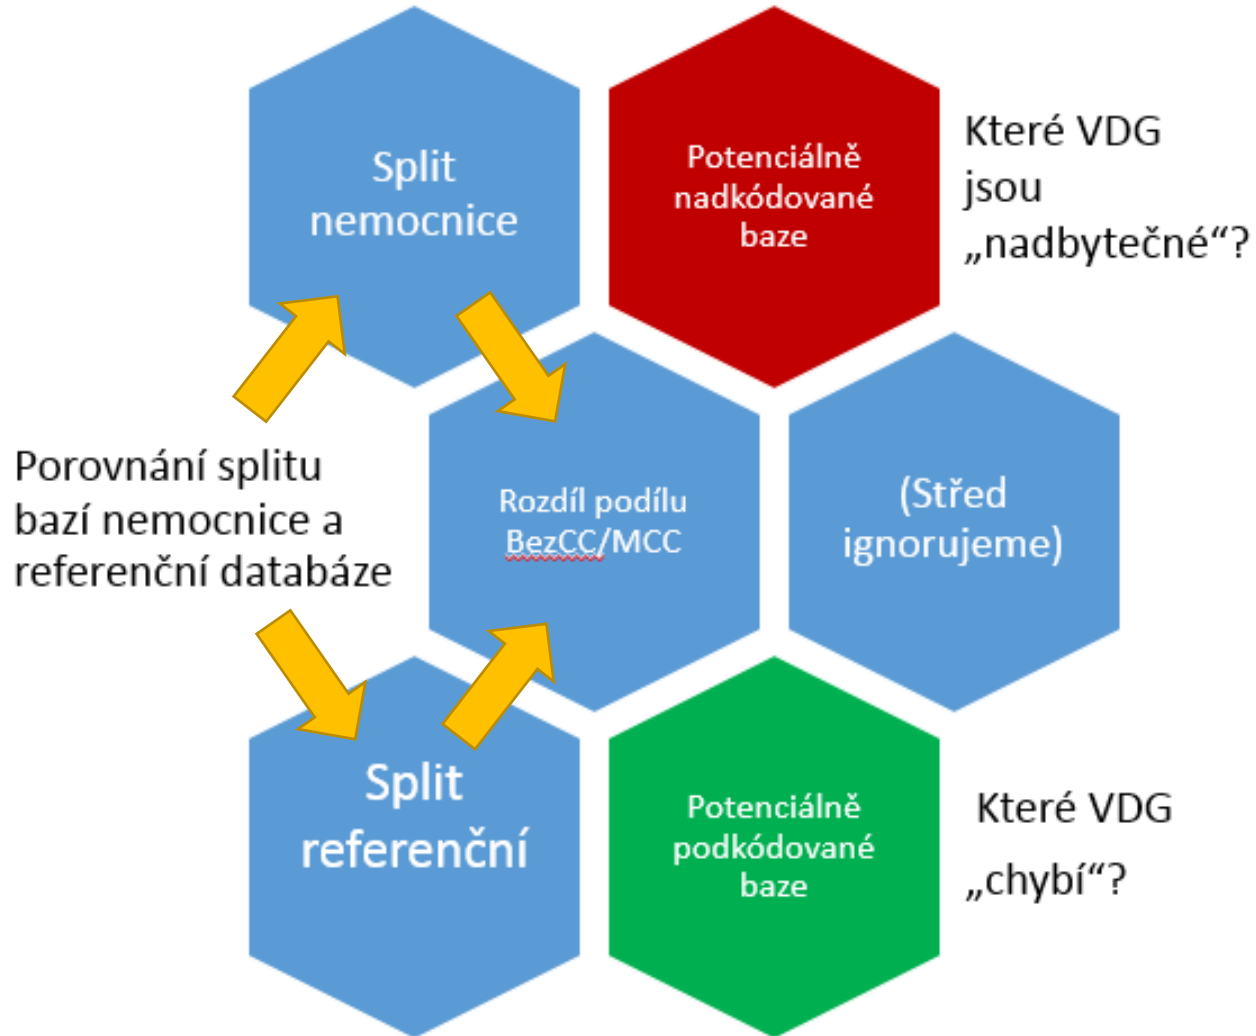 Split
nemocnice
Potenciálně
nadkódované
baze
Které VDG
jsou
„nadbytečné“?
Porovnání splitu
bazí nemocnice a
referenční databáze
Rozdíl podílu
BezCC/MCC
(Střed
ignorujeme)
Split
referenční
Potenciálně
podkódované
baze
Které VDG
„chybí“?